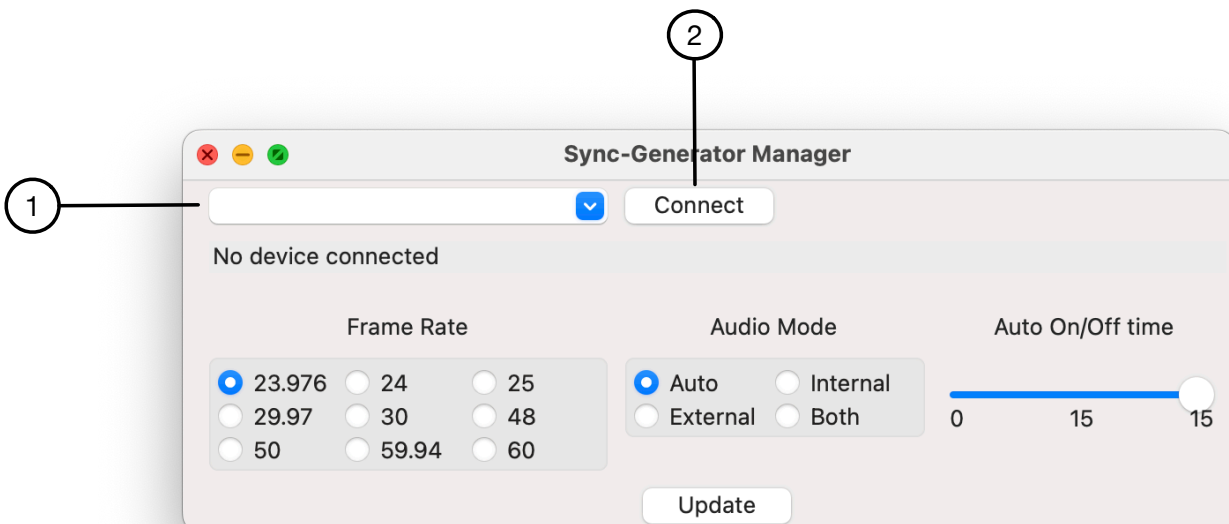 2
Sync-Generator Manager
1
Connect
No device connected
Frame Rate
Audio Mode
Auto On/Off time
23.976 24 25
Auto Internal
29.97 30 48
External Both
0 15 15
50 59.94 60
Update